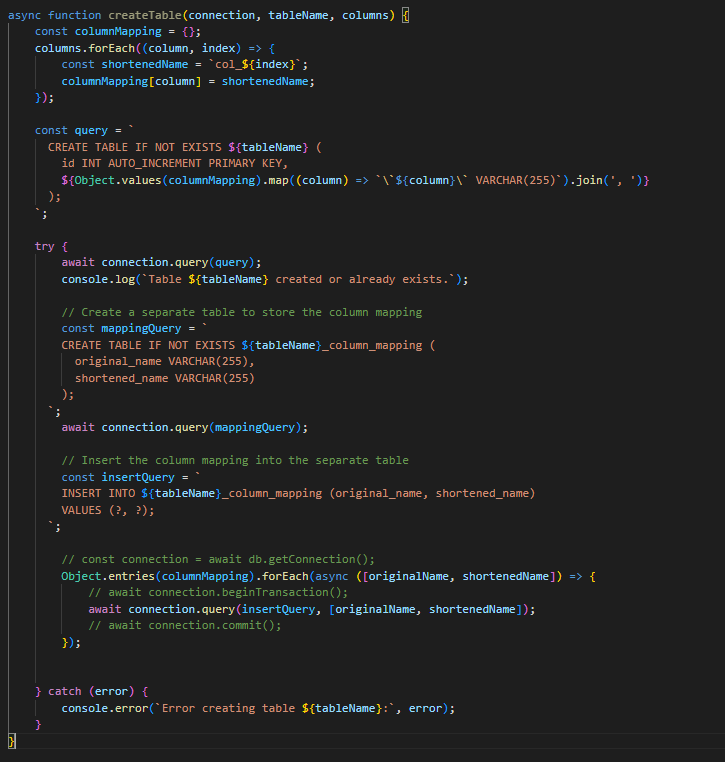 async function createTable(connection, tableName, columns) {
    const columnMapping = {};
    columns.forEach((column, index) => {
        const shortenedName = `col_${index}`;
        columnMapping[column] = shortenedName;
    });

    const query = `
      CREATE TABLE IF NOT EXISTS ${tableName} (
        id INT AUTO_INCREMENT PRIMARY KEY,
        ${Object.values(columnMapping).map((column) => `\`${column}\` VARCHAR(255)`).join(', ')}
      );
    `;

    try {
        await connection.query(query);
        console.log(`Table ${tableName} created or already exists.`);

        // Create a separate table to store the column mapping
        const mappingQuery = `
        CREATE TABLE IF NOT EXISTS ${tableName}_column_mapping (
          original_name VARCHAR(255),
          shortened_name VARCHAR(255)
        );
      `;
        await connection.query(mappingQuery);

        // Insert the column mapping into the separate table
        const insertQuery = `
        INSERT INTO ${tableName}_column_mapping (original_name, shortened_name)
        VALUES (?, ?);
      `;

        // const connection = await db.getConnection();
        Object.entries(columnMapping).forEach(async ([originalName, shortenedName]) => {
            // await connection.beginTransaction();
            await connection.query(insertQuery, [originalName, shortenedName]);
            // await connection.commit();
        });


    } catch (error) {
        console.error(`Error creating table ${tableName}:`, error);
    }
}